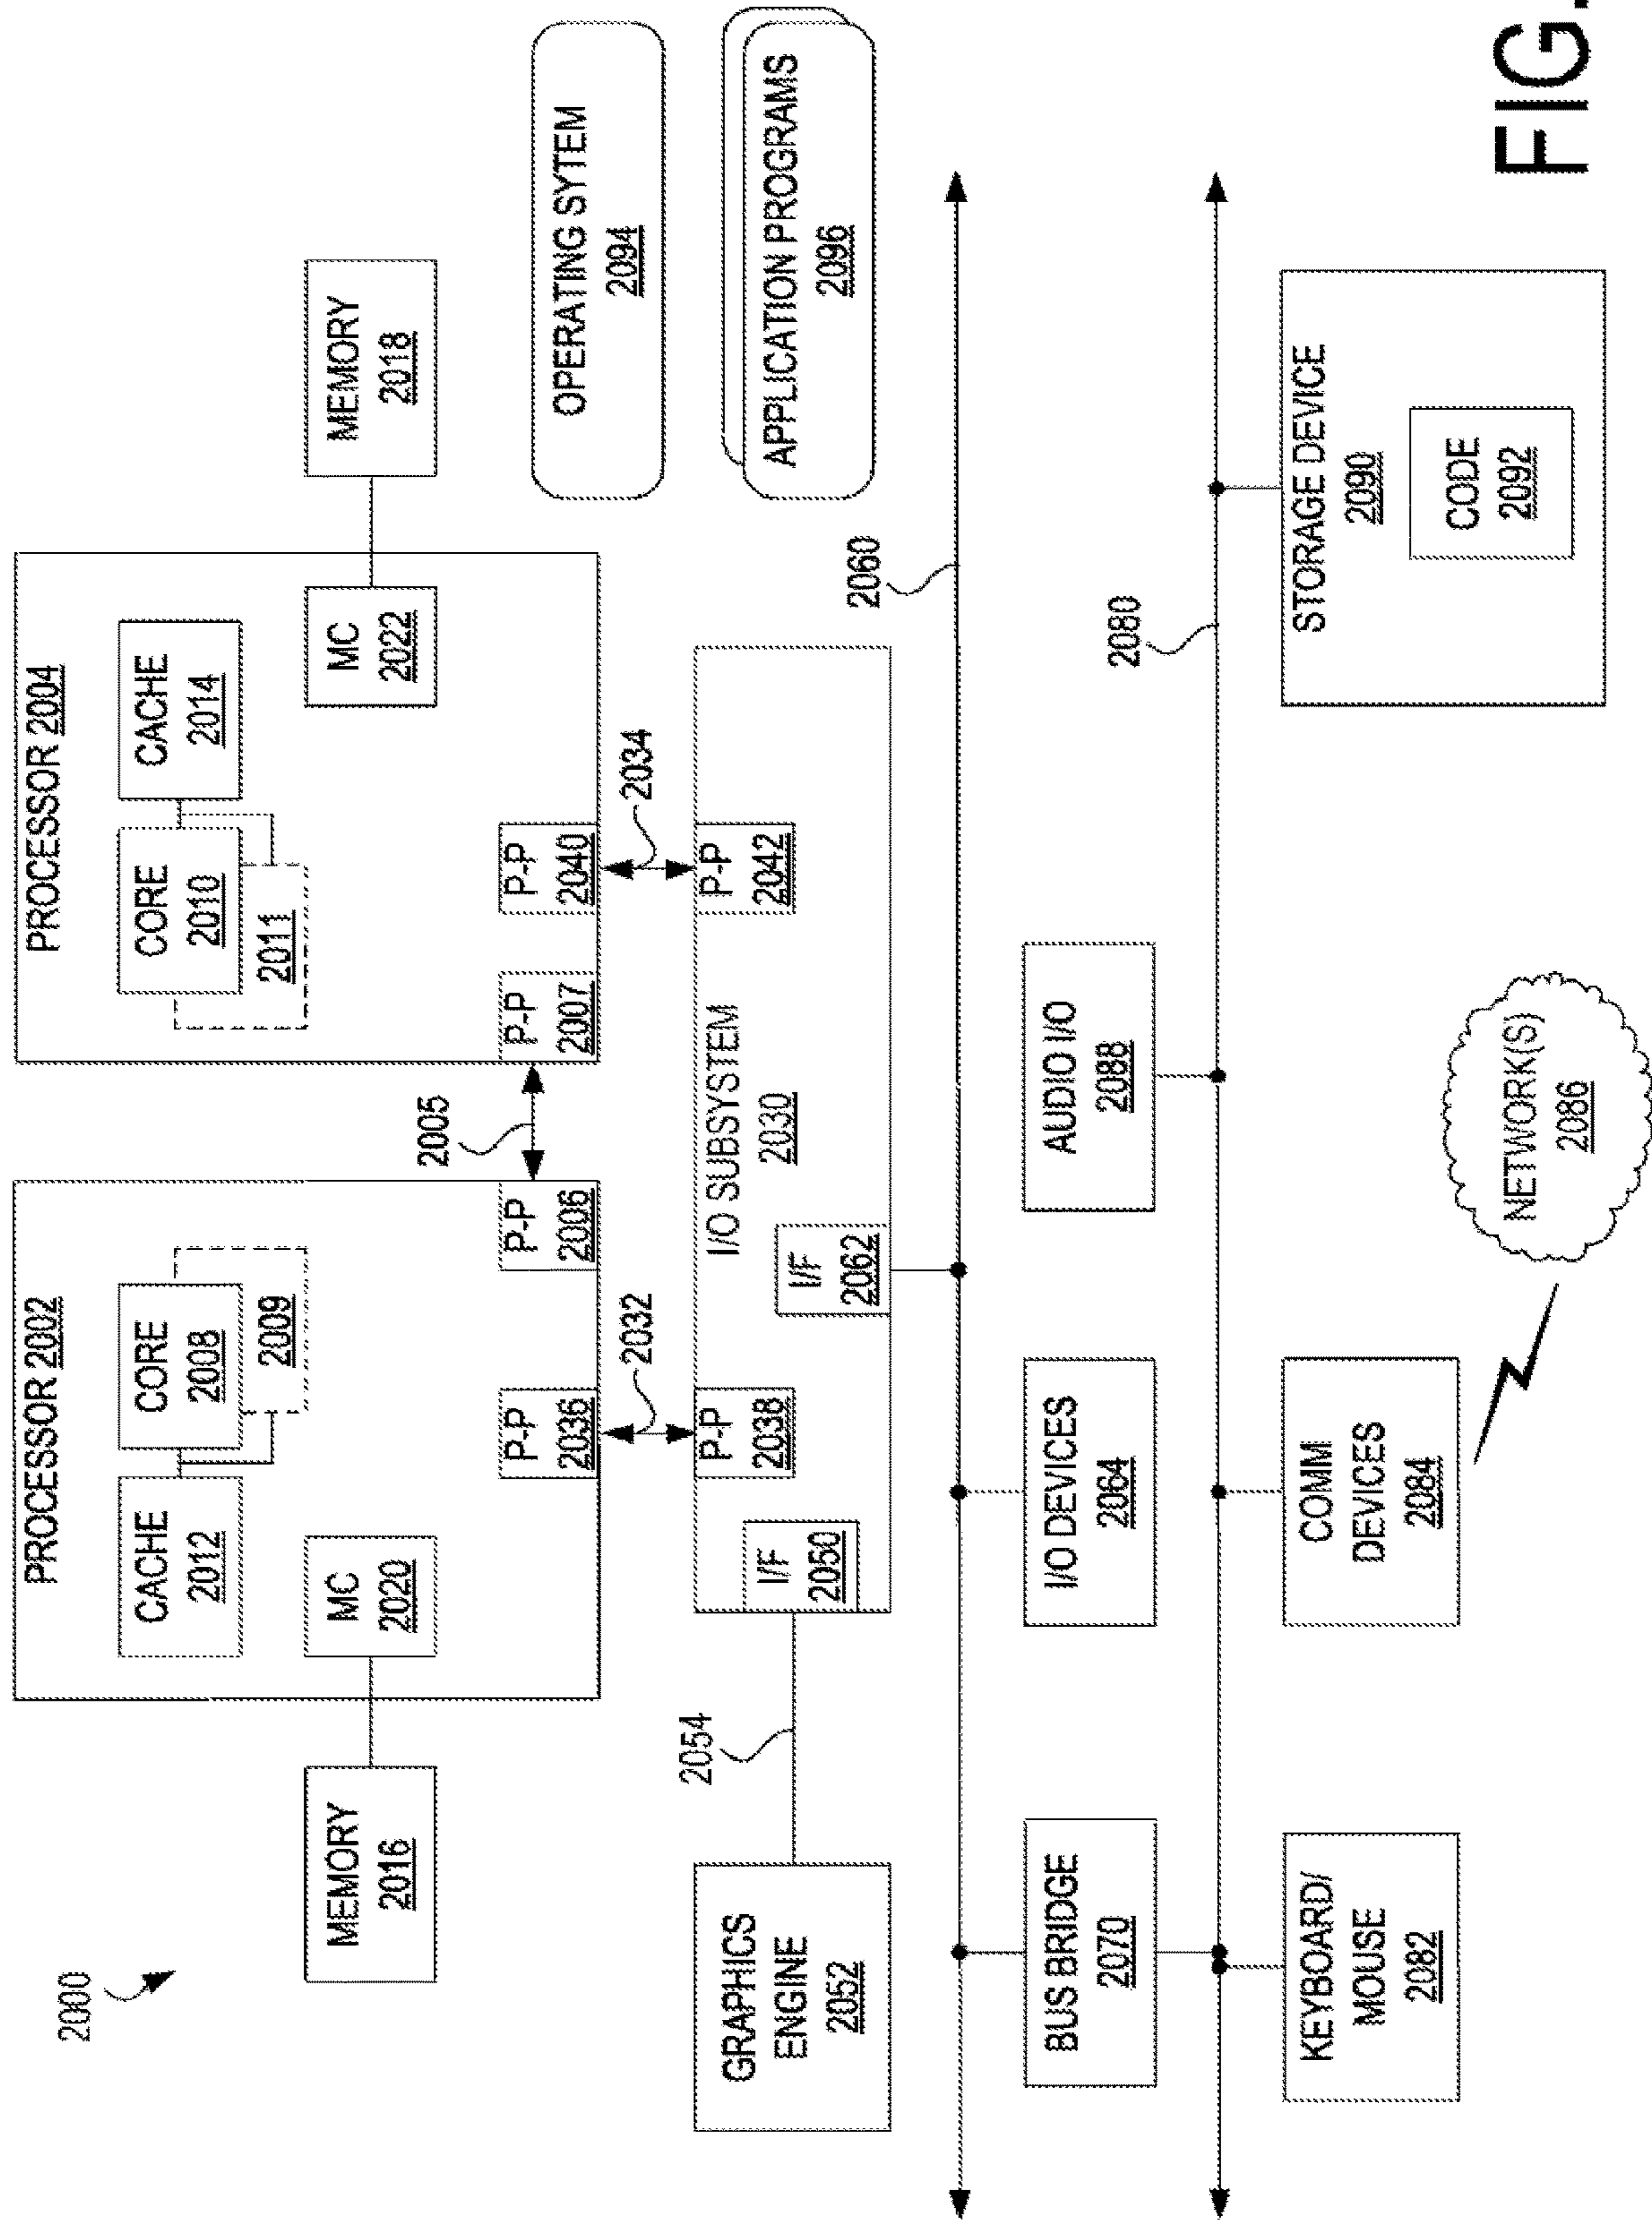 2000
PROCESSOR 2002
CACHE
2012
CORE
2008
2009
MC
2020
MEMORY
2016
P-P
2036
P-P
2006
2005
PROCESSOR 2004
CORE
2010
CACHE
2014
2011
MC
2022
MEMORY
2018
P-P
2007
P-P
2040
2032
2034
OPERATING SYTEM
2094
APPLICATION PROGRAMS
2096
GRAPHICS
ENGINE
2052
2054
I/F
2050
P-P
2038
I/O SUBSYSTEM
2030
I/F
2062
P-P
2042
2060
BUS BRIDGE
2070
I/O DEVICES
2064
AUDIO I/O
2088
2080
KEYBOARD/
MOUSE
2082
COMM
DEVICES
2084
NETWORK(S)
2086
STORAGE DEVICE
2090
CODE
2092
FIG.